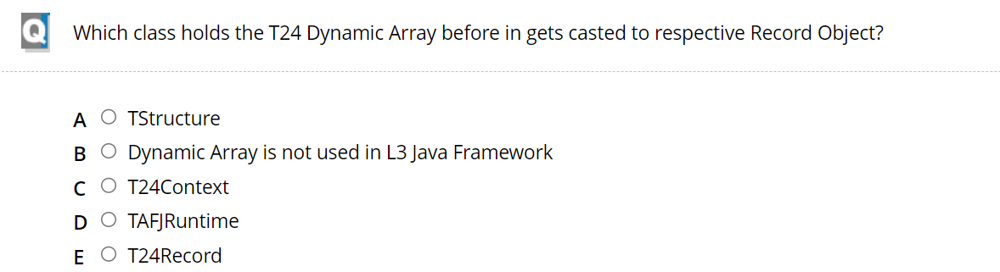 Q Which class holds the T24 Dynamic Array before in gets casted to respective Record Object?
A TStructure
B Dynamic Array is not used in L3 Java Framework
C T24Context
D TAFJRuntime
E T24Record